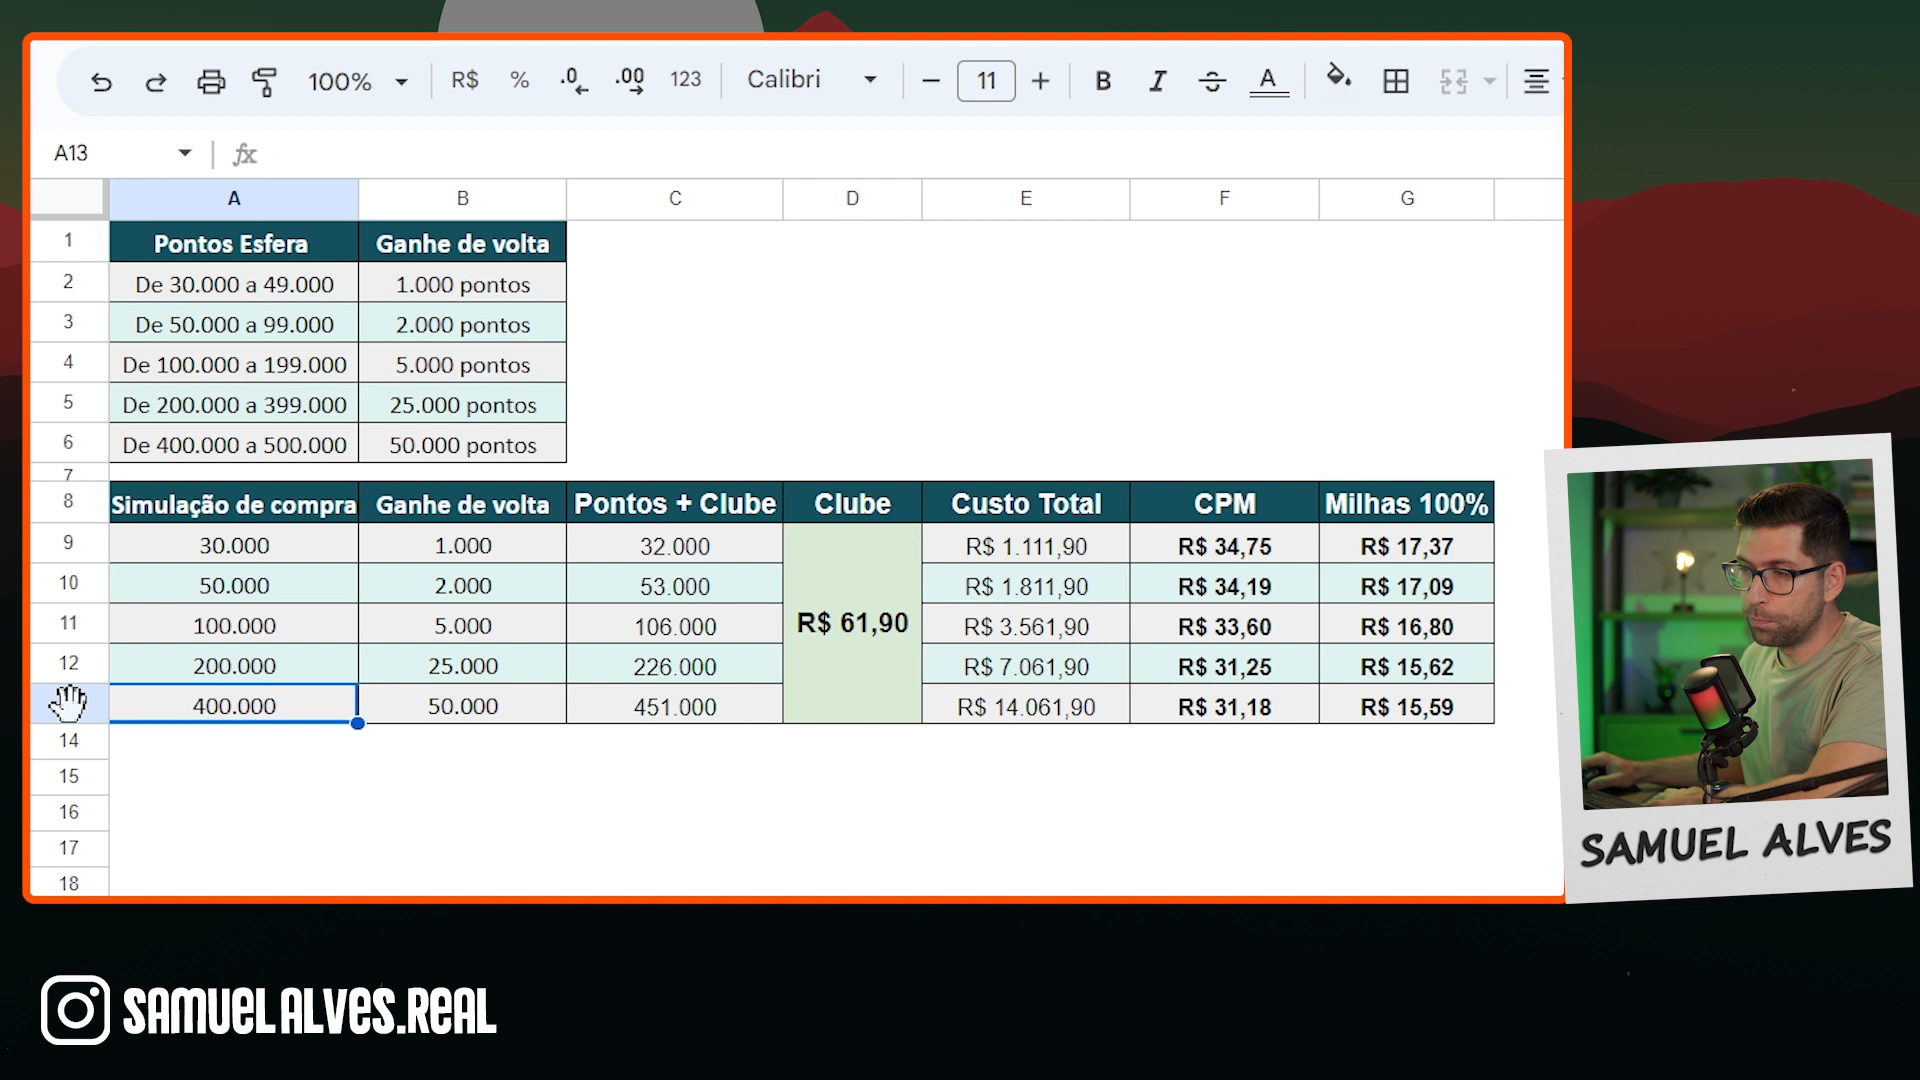 100% R$ % .0 .00 123 Calibri 11 B I S A
A13 fx
A B C D E F G
1 Pontos Esfera Ganhe de volta
2 De 30.000 a 49.000 1.000 pontos
3 De 50.000 a 99.000 2.000 pontos
4 De 100.000 a 199.000 5.000 pontos
5 De 200.000 a 399.000 25.000 pontos
6 De 400.000 a 500.000 50.000 pontos
7
8 Simulação de compra Ganhe de volta Pontos + Clube Clube Custo Total CPM Milhas 100%
9 30.000 1.000 32.000 R$ 1.111,90 R$ 34,75 R$ 17,37
10 50.000 2.000 53.000 R$ 1.811,90 R$ 34,19 R$ 17,09
11 100.000 5.000 106.000 R$ 61,90 R$ 3.561,90 R$ 33,60 R$ 16,80
12 200.000 25.000 226.000 R$ 7.061,90 R$ 31,25 R$ 15,62
400.000 50.000 451.000 R$ 14.061,90 R$ 31,18 R$ 15,59
14
15
16
17
18
SAMUEL ALVES
SAMUELALVES.REAL